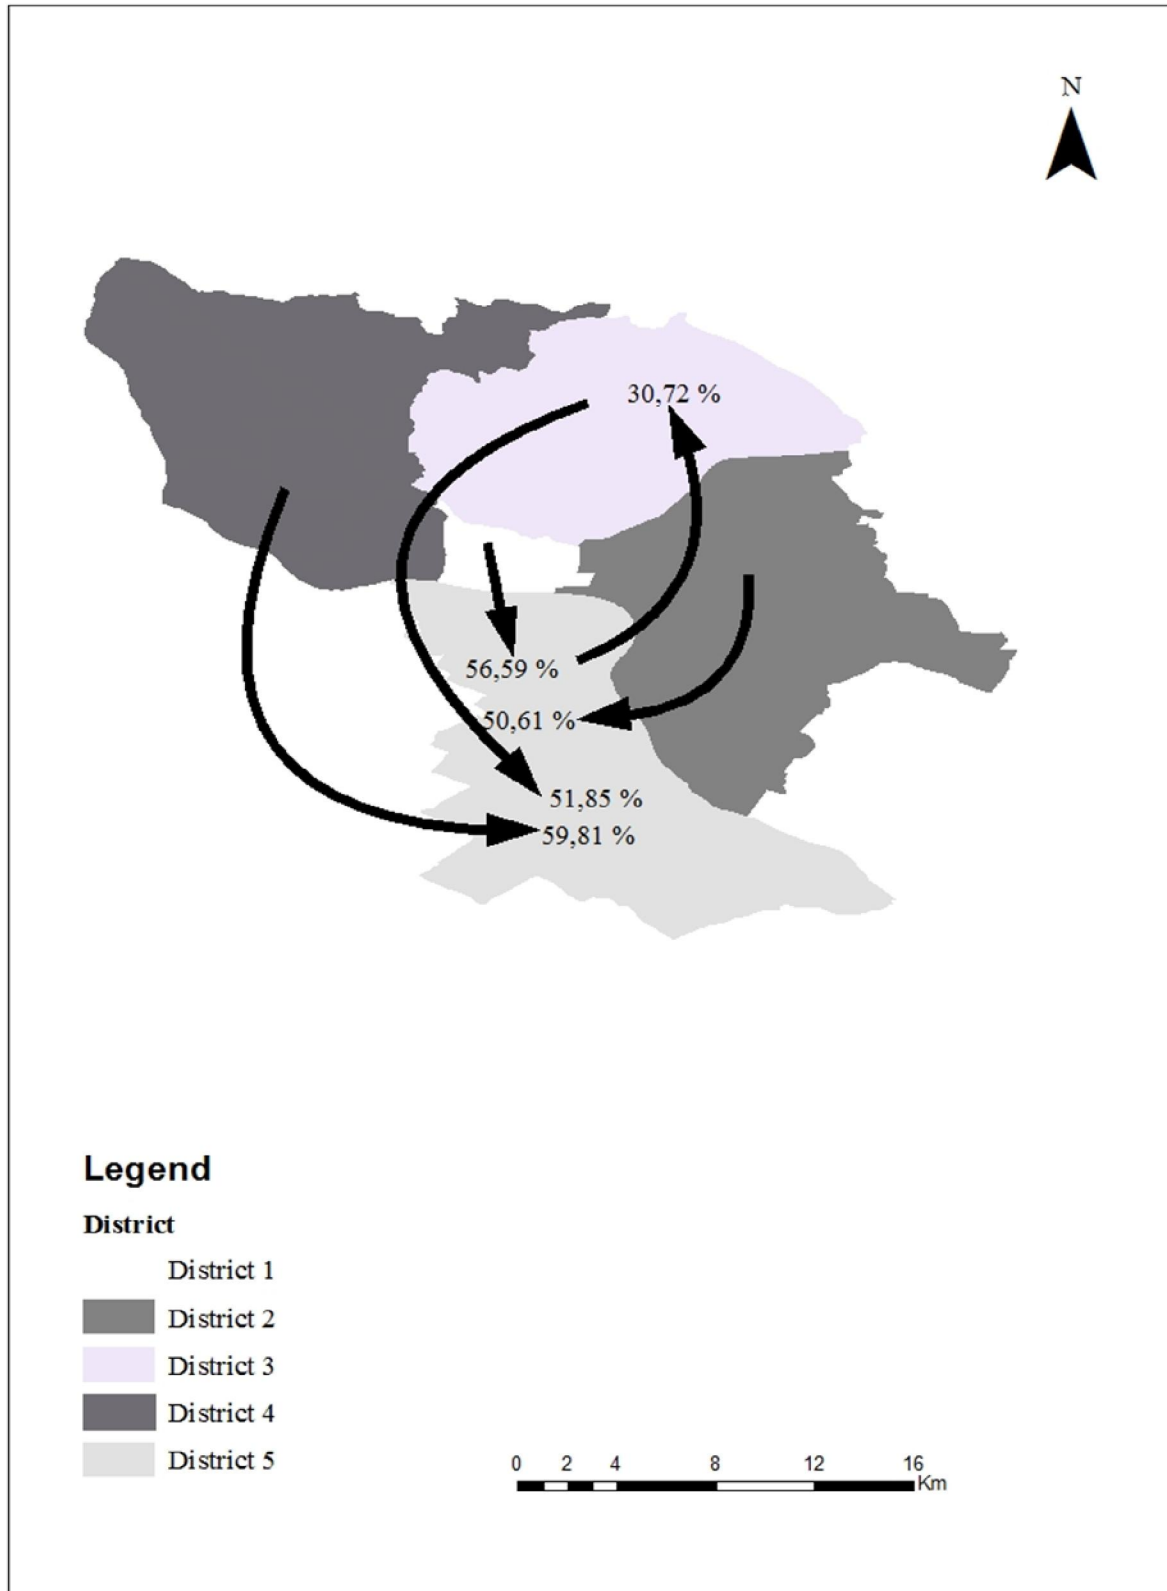 N
30,72 %
56,59 %
50,61 %
51,85 %
59,81 %
Legend
District
District 1
District 2
District 3
District 4
District 5
0 2 4 8 12 16
Km